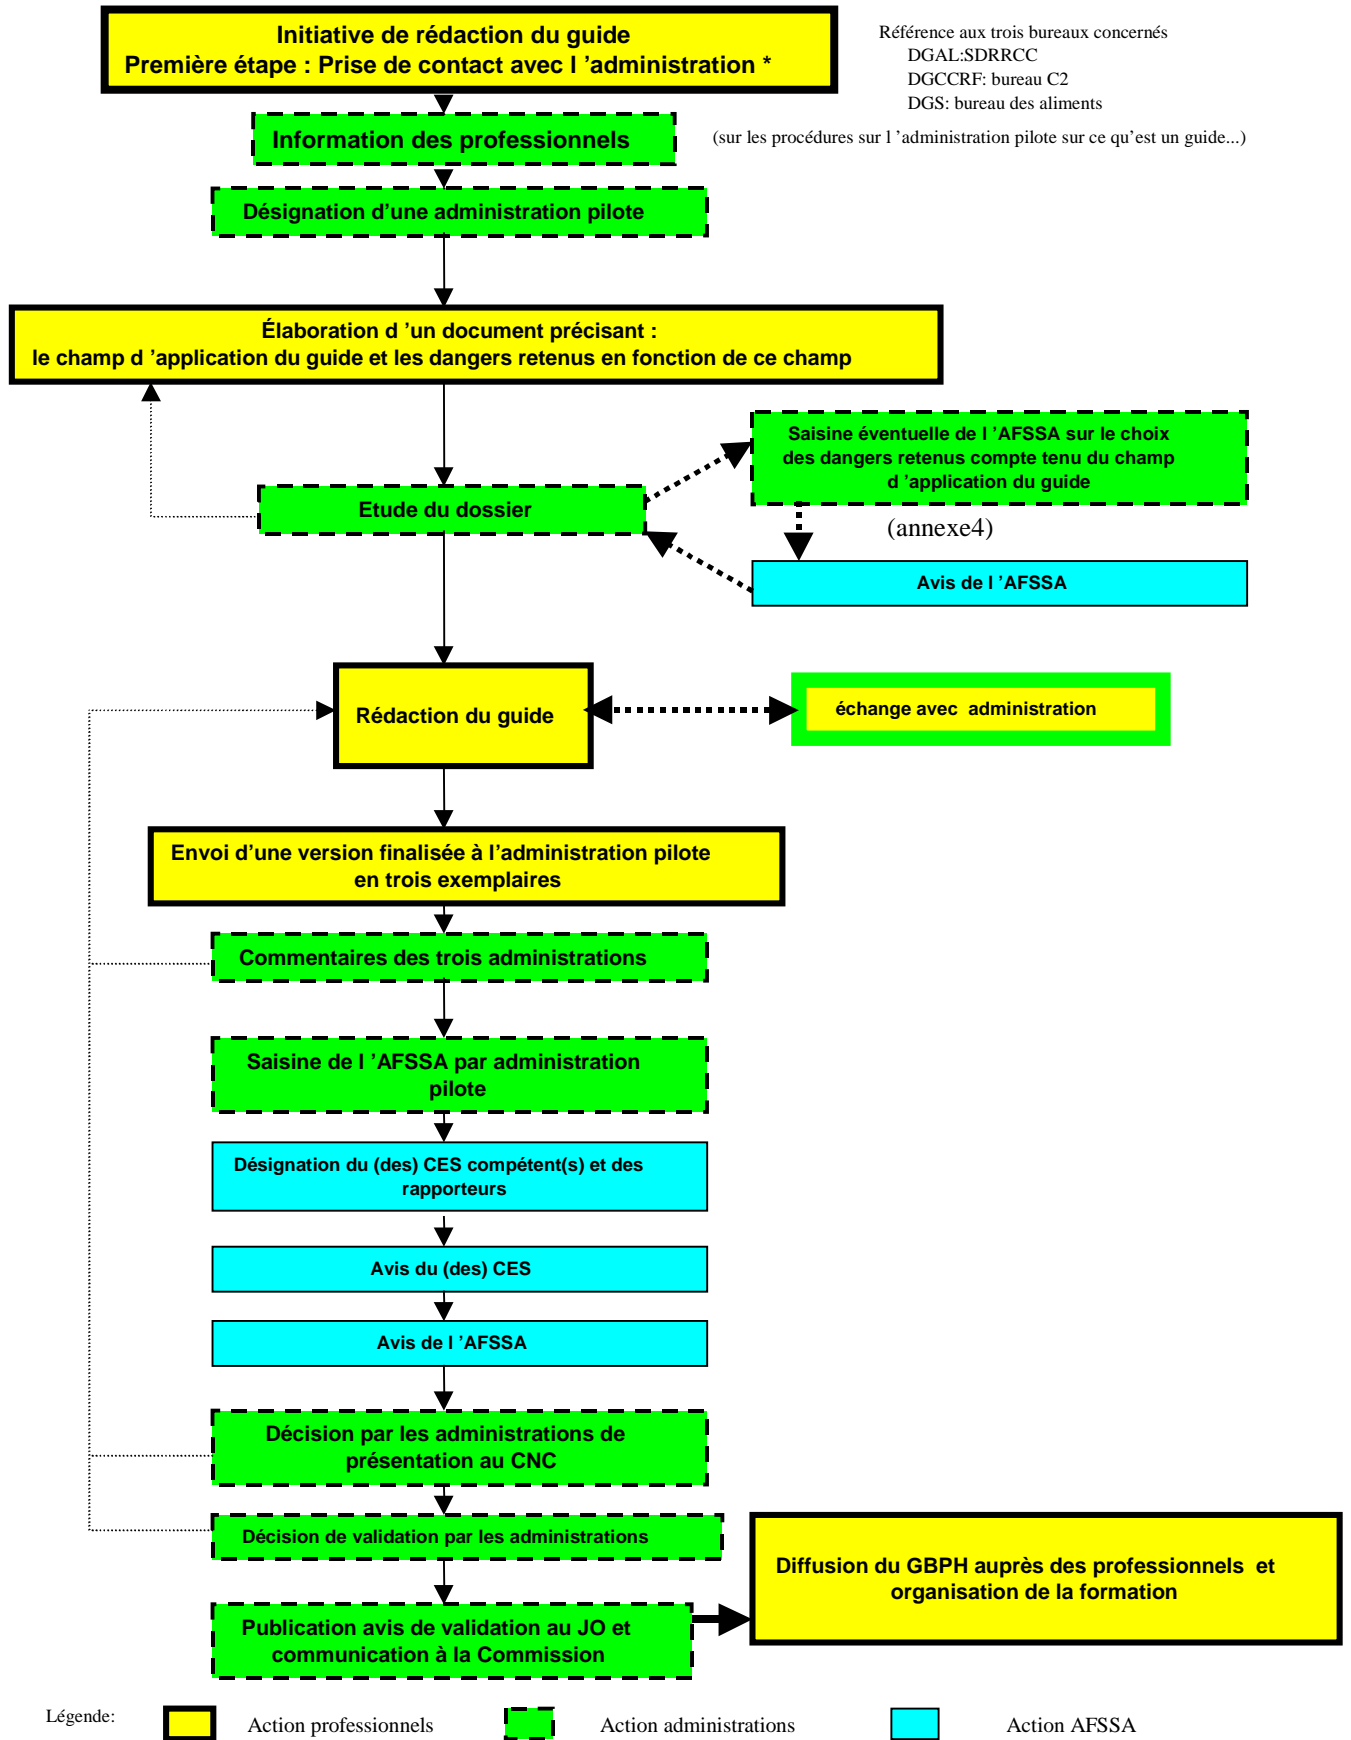 Initiative de rédaction du guide
Première étape : Prise de contact avec l ’administration *
Référence aux trois bureaux concernés
DGAL:SDRRCC
DGCCRF: bureau C2
DGS: bureau des aliments
Information des professionnels
(sur les procédures sur l ’administration pilote sur ce qu’est un guide...)
Désignation d’une administration pilote
Élaboration d ’un document précisant :
le champ d ’application du guide et les dangers retenus en fonction de ce champ
Saisine éventuelle de l ’AFSSA sur le choix
des dangers retenus compte tenu du champ
d ’application du guide
Etude du dossier
(annexe4)
Avis de l ’AFSSA
Rédaction du guide
échange avec  administration
Envoi d’une version finalisée à l’administration pilote
en trois exemplaires
Commentaires des trois administrations
Saisine de l ’AFSSA par administration
pilote
Désignation du (des) CES compétent(s) et des
rapporteurs
Avis du (des) CES
Avis de l ’AFSSA
Décision par les administrations de
présentation au CNC
Décision de validation par les administrations
Diffusion du GBPH auprès des professionnels  et
organisation de la formation
Publication avis de validation au JO et
communication à la Commission
Légende:
Action professionnels
Action administrations
Action AFSSA